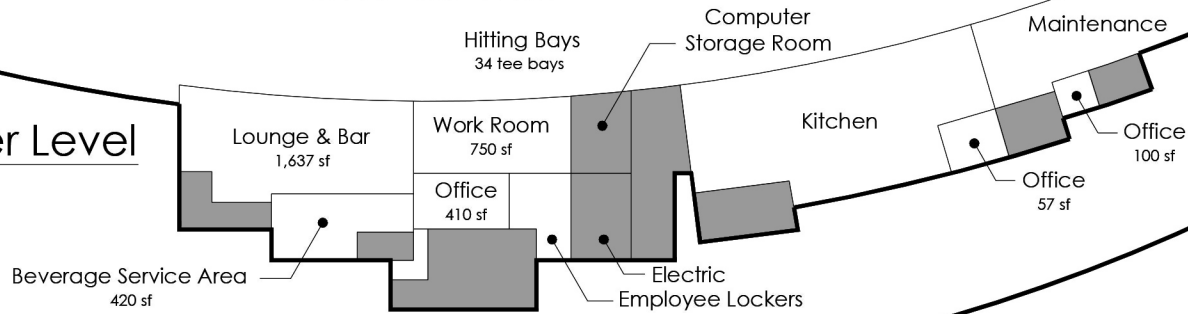 Computer
Storage Room
Maintenance
Hitting Bays
34 tee bays
er Level
Lounge & Bar
1,637 sf
Work Room
750 sf
Kitchen
Office
100 sf
Office
410 sf
Office
57 sf
Beverage Service Area
420 sf
Electric
Employee Lockers